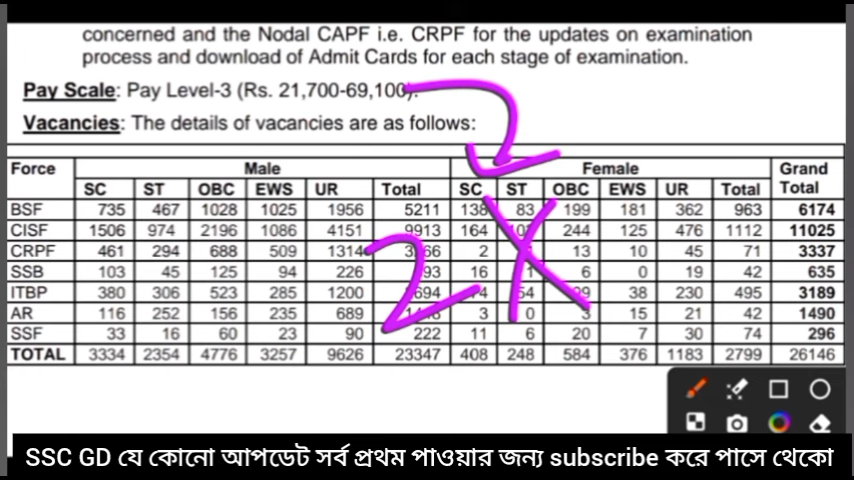 concerned and the Nodal CAPF i.e. CRPF for the updates on examination
process and download of Admit Cards for each stage of examination.
Pay Scale: Pay Level-3 (Rs. 21,700-69,100).
Vacancies: The details of vacancies are as follows:
Force Male Female Grand Total
SC ST OBC EWS UR Total SC ST OBC EWS UR Total
BSF 735 467 1028 1025 1956 5211 138 83 199 181 362 963 6174
CISF 1506 974 2196 1086 4151 9913 164 244 125 476 1112 11025
CRPF 461 294 688 509 1314 2 13 10 45 71 3337
SSB 103 45 125 94 226 16 6 0 19 42 635
ITBP 380 306 523 285 1200 38 230 495 3189
AR 116 252 156 235 689 3 0 3 15 21 42 1490
SSF 33 16 60 23 90 222 11 6 20 7 30 74 296
TOTAL 3334 2354 4776 3257 9626 23347 408 248 584 376 1183 2799 26146
2X
SSC GD যে কোনো আপডেট সর্ব প্রথম পাওয়ার জন্য subscribe করে পাসে থেকো